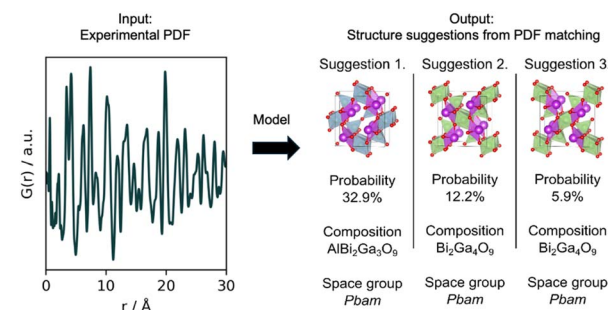 Input:
Experimental PDF
G(r) / a.u.
0 10 20 30
r / Å
Model
Output:
Structure suggestions from PDF matching
Suggestion 1. Suggestion 2. Suggestion 3.
Probability Probability Probability
32.9% 12.2% 5.9%
Composition Composition Composition
AlBi₂Ga₃O₉ Bi₂Ga₄O₉ Bi₂Ga₄O₉
Space group Space group Space group
Pbam Pbam Pbam